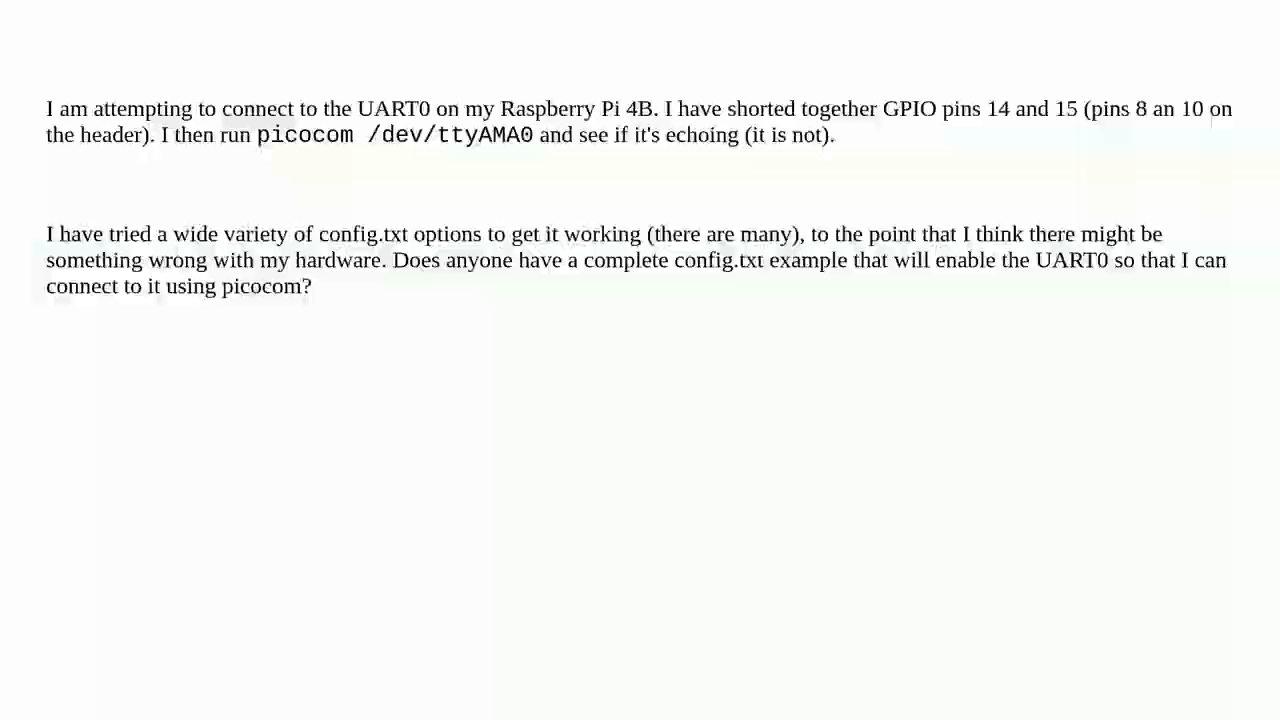 I am attempting to connect to the UART0 on my Raspberry Pi 4B. I have shorted together GPIO pins 14 and 15 (pins 8 an 10 on
the header). I then run picocom /dev/ttyAMA0 and see if it's echoing (it is not).
I have tried a wide variety of config.txt options to get it working (there are many), to the point that I think there might be
something wrong with my hardware. Does anyone have a complete config.txt example that will enable the UART0 so that I can
connect to it using picocom?